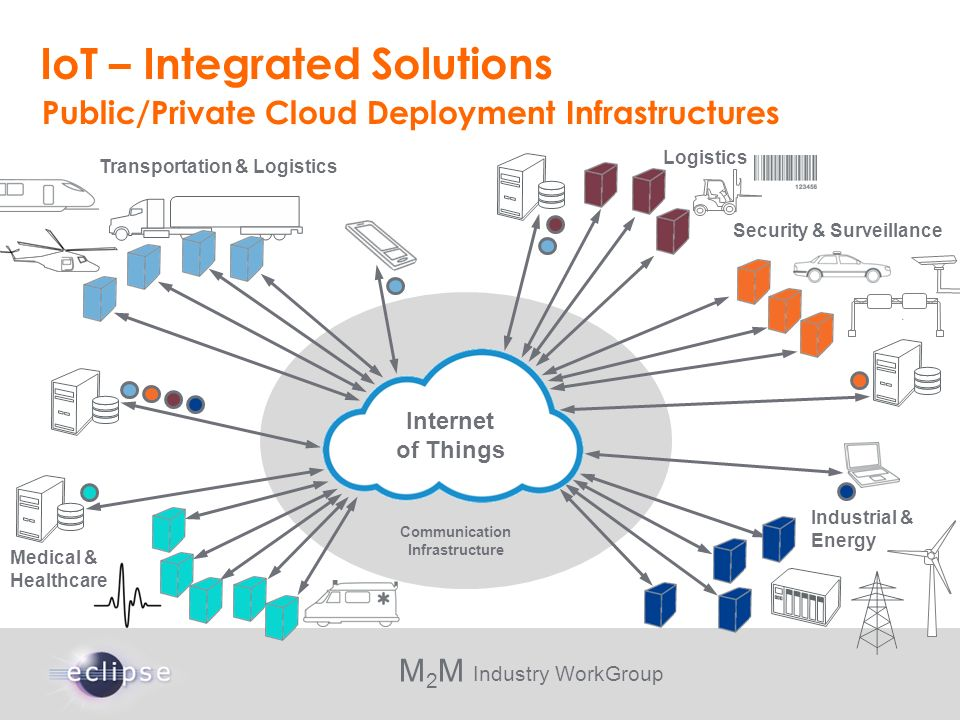 IoT – Integrated Solutions
Public/Private Cloud Deployment Infrastructures
Transportation & Logistics
Logistics
123456
Security & Surveillance
Internet
of Things
Communication
Infrastructure
Medical &
Healthcare
Industrial &
Energy
eclipse
M2M Industry WorkGroup